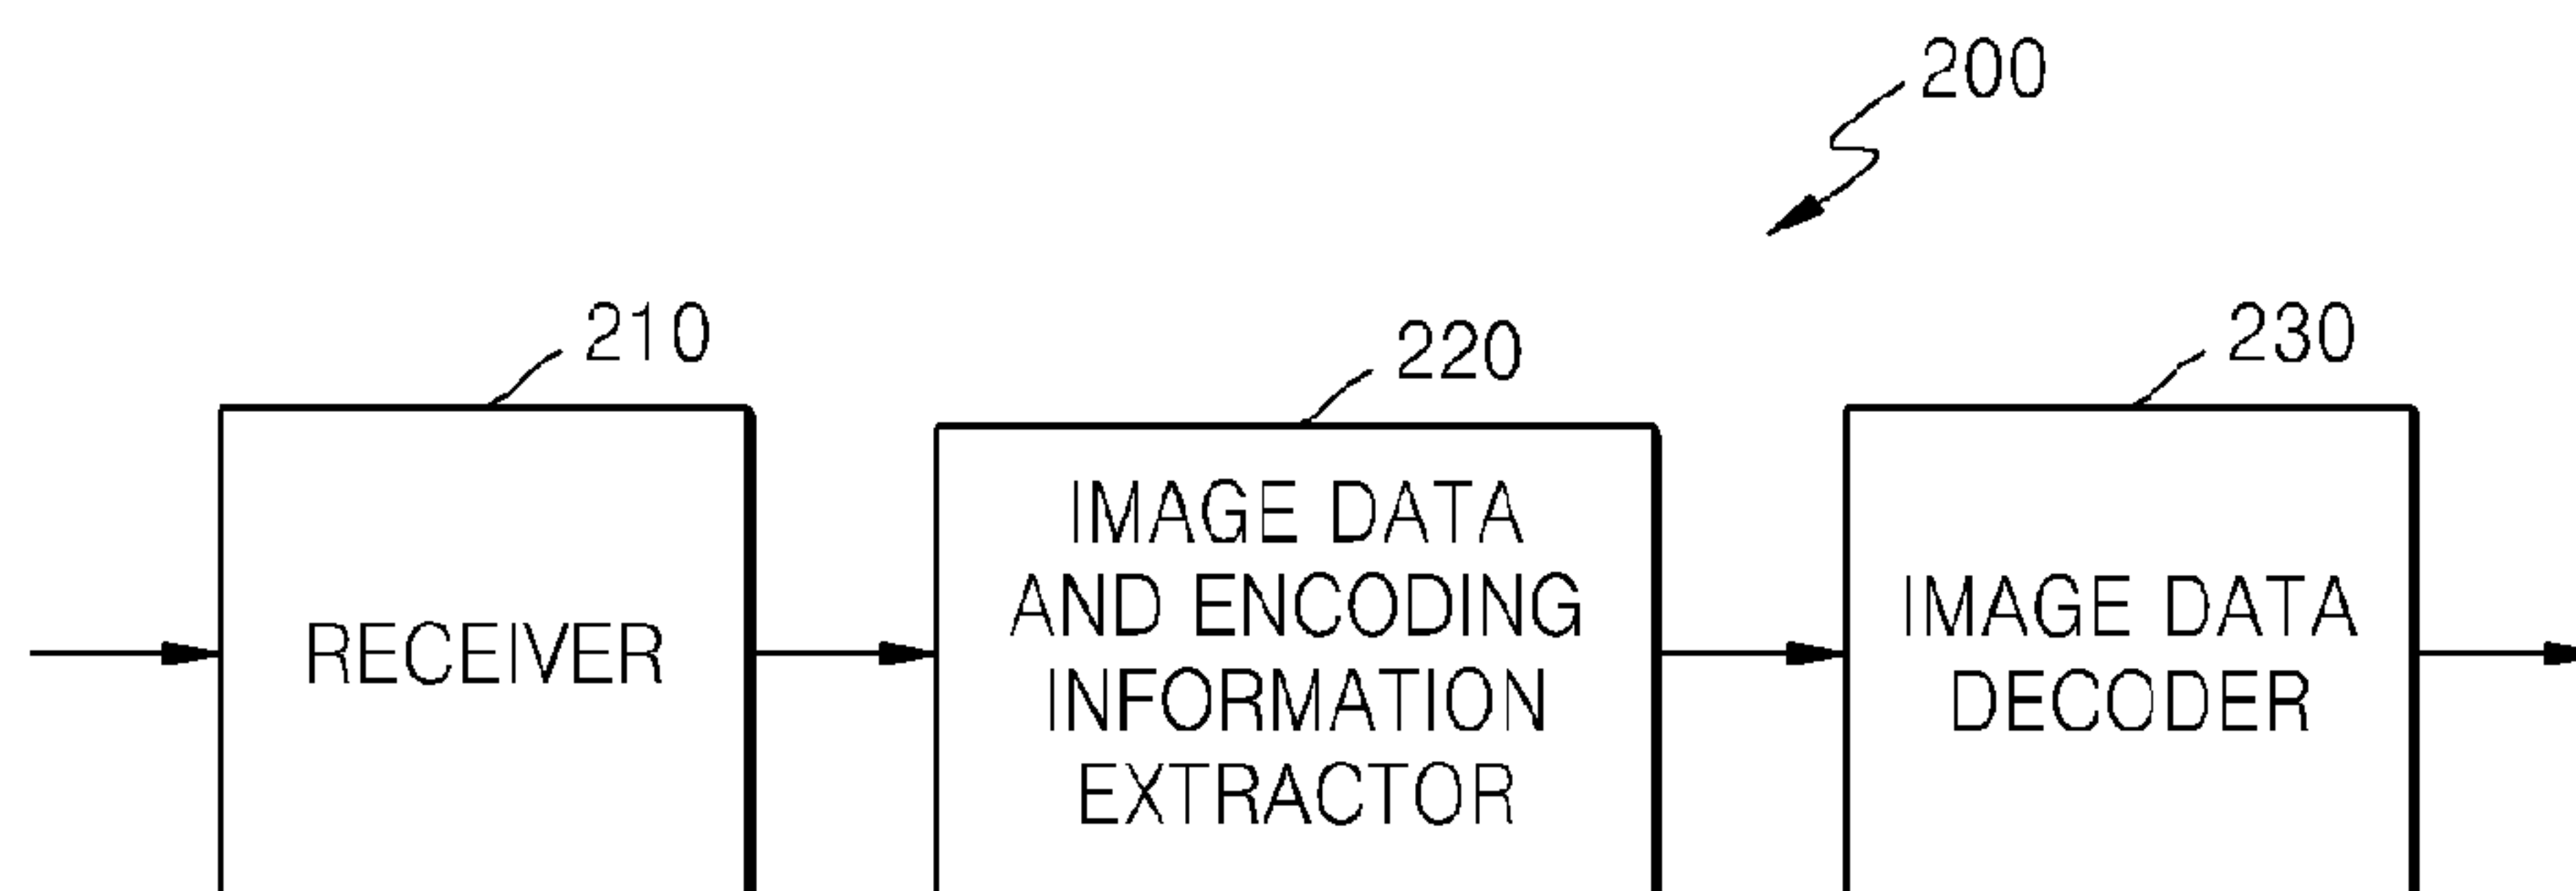 200
210
220
230
RECEIVER
IMAGE DATA
AND ENCODING
INFORMATION
EXTRACTOR
IMAGE DATA
DECODER